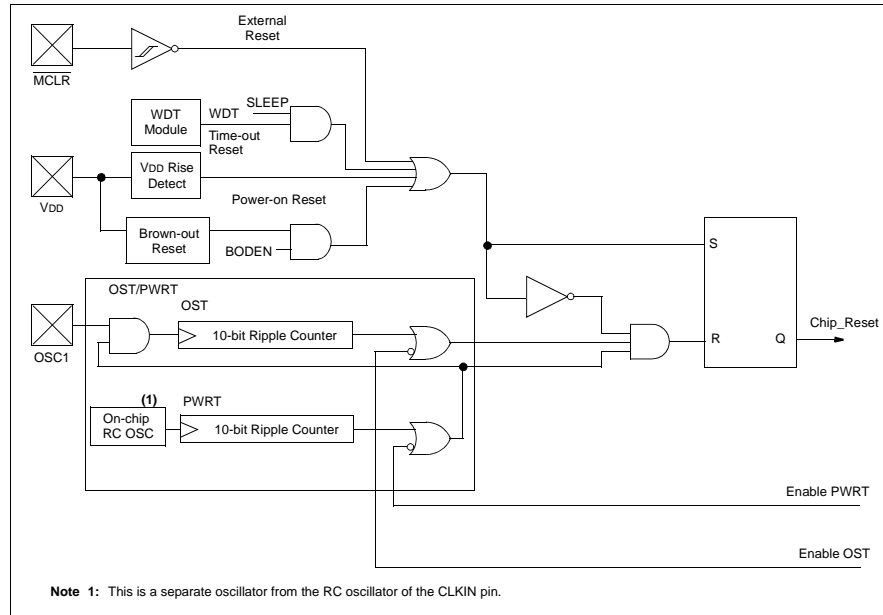 External
Reset
MCLR
SLEEP
WDT
Module
WDT
Time-out
Reset
VDD Rise
Detect
VDD
Power-on Reset
Brown-out
Reset
BODEN
S
OST/PWRT
OST
10-bit Ripple Counter
OSC1
R
Q
Chip_Reset
(1)
PWRT
On-chip
RC OSC
10-bit Ripple Counter
Enable PWRT
Enable OST
Note 1: This is a separate oscillator from the RC oscillator of the CLKIN pin.